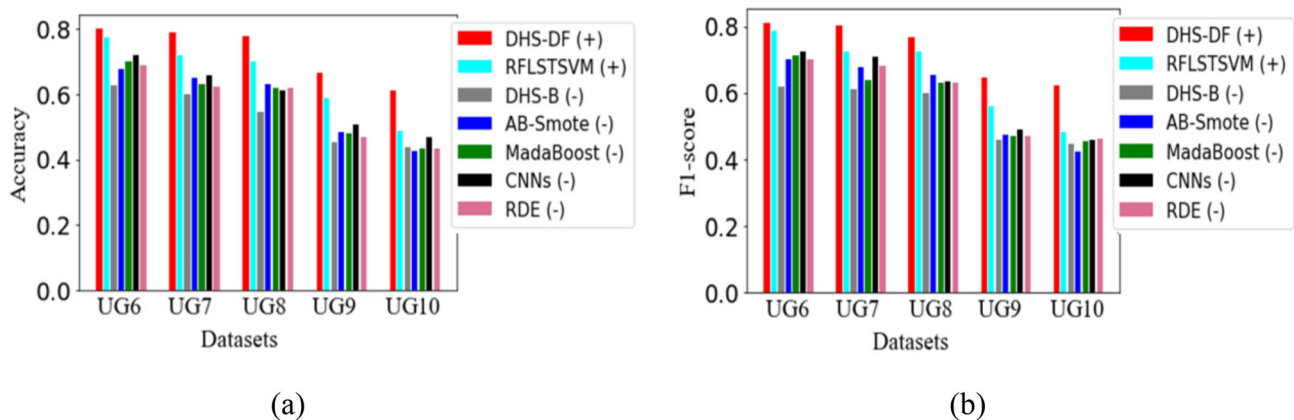 Accuracy
0.8
0.6
0.4
0.2
0.0
UG6 UG7 UG8 UG9 UG10
Datasets
DHS-DF (+)
RFLSTSVM (+)
DHS-B (-)
AB-Smote (-)
MadaBoost (-)
CNNs (-)
RDE (-)
(a)
F1-score
0.8
0.6
0.4
0.2
0.0
UG6 UG7 UG8 UG9 UG10
Datasets
DHS-DF (+)
RFLSTSVM (+)
DHS-B (-)
AB-Smote (-)
MadaBoost (-)
CNNs (-)
RDE (-)
(b)